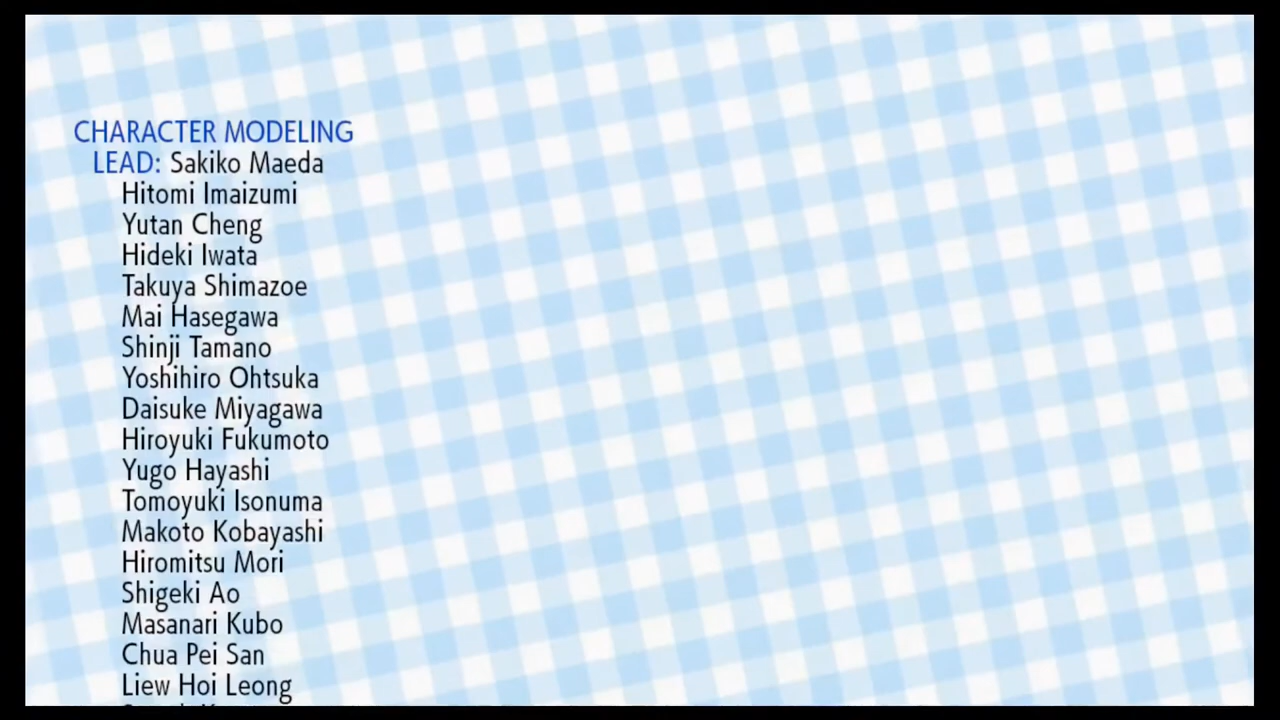 CHARACTER MODELING
LEAD: Sakiko Maeda
Hitomi Imaizumi
Yutan Cheng
Hideki Iwata
Takuya Shimazoe
Mai Hasegawa
Shinji Tamano
Yoshihiro Ohtsuka
Daisuke Miyagawa
Hiroyuki Fukumoto
Yugo Hayashi
Tomoyuki Isonuma
Makoto Kobayashi
Hiromitsu Mori
Shigeki Ao
Masanari Kubo
Chua Pei San
Liew Hoi Leong